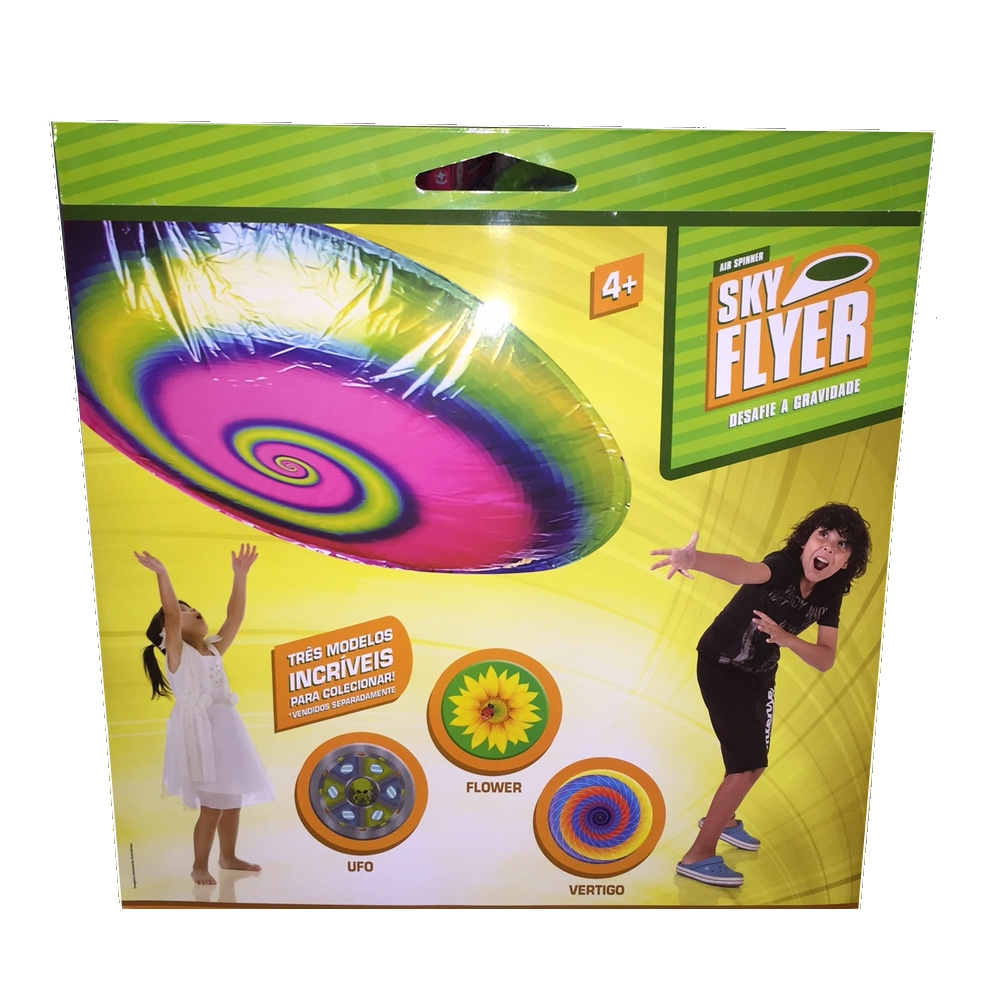 4+
AIR SPINNER
SKY
FLYER
DESAFIE A GRAVIDADE
TRÊS MODELOS
INCRÍVEIS
PARA COLECIONAR!
*VENDIDOS SEPARADAMENTE
FLOWER
UFO
VERTIGO